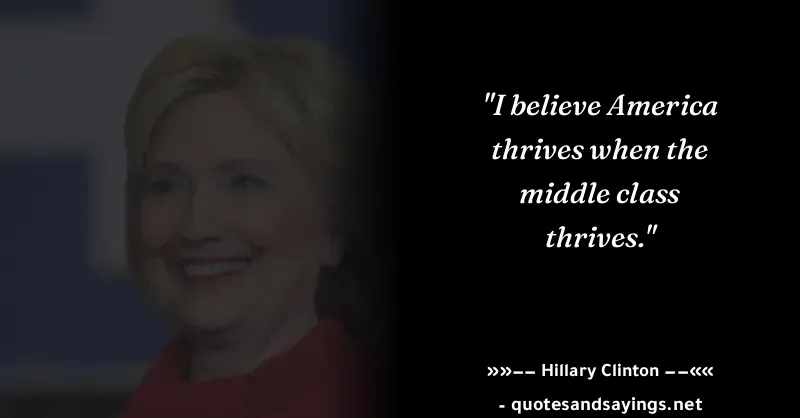 "I believe America
thrives when the
middle class
thrives."
»»−− Hillary Clinton −−««
- quotesandsayings.net